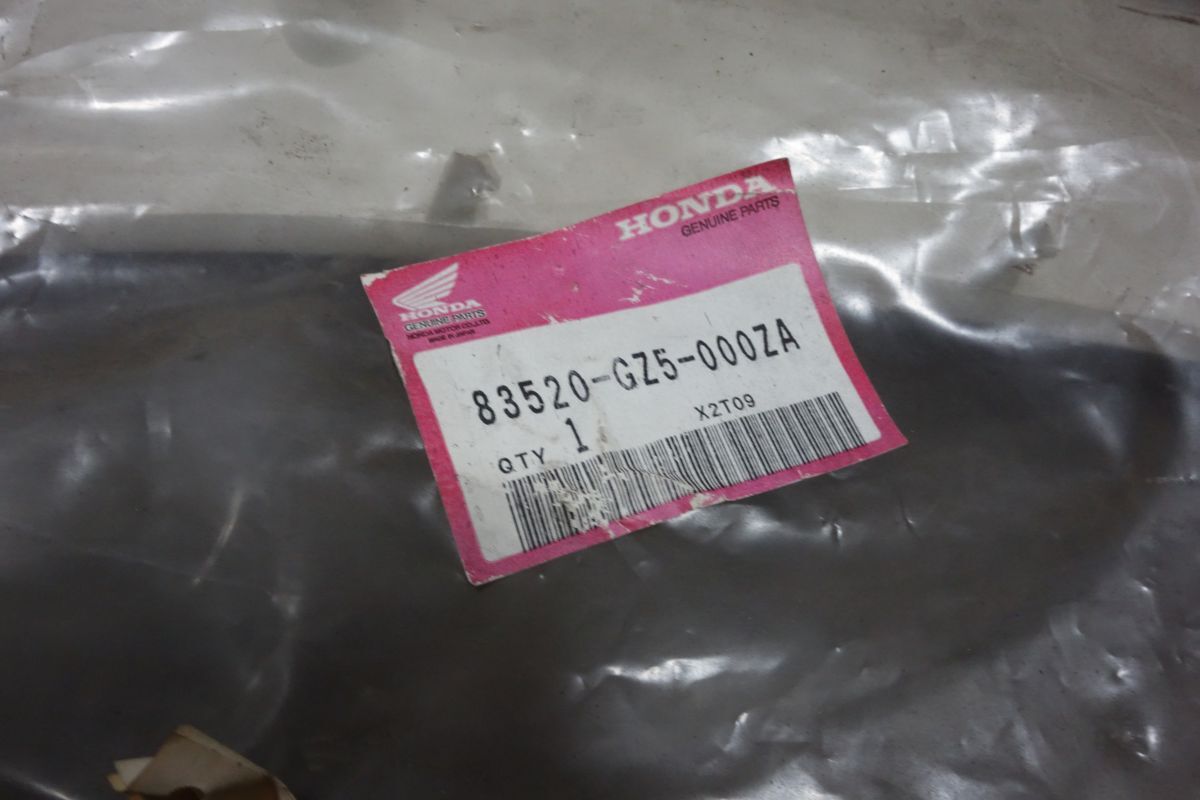 HONDA
GENUINE PARTS
HONDA
GENUINE PARTS
HONDA MOTOR CO.,LTD.
MADE IN JAPAN
83520-GZ5-000ZA
QTY 1 X2T09